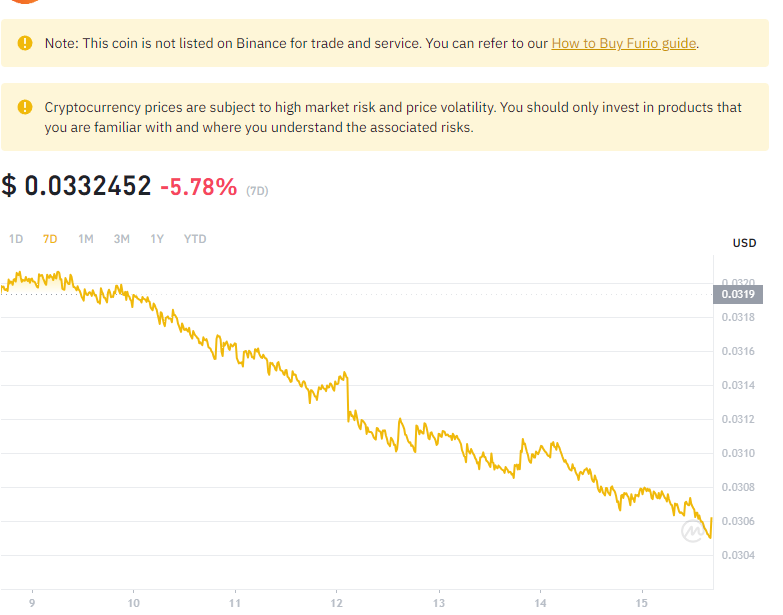 Note: This coin is not listed on Binance for trade and service. You can refer to our How to Buy Furio guide.
Cryptocurrency prices are subject to high market risk and price volatility. You should only invest in products that
you are familiar with and where you understand the associated risks.
$ 0.0332452 -5.78% (7D)
1D 7D 1M 3M 1Y YTD
USD
0.0320
0.0319
0.0318
0.0316
0.0314
0.0312
0.0310
0.0308
0.0306
0.0304
9 10 11 12 13 14 15